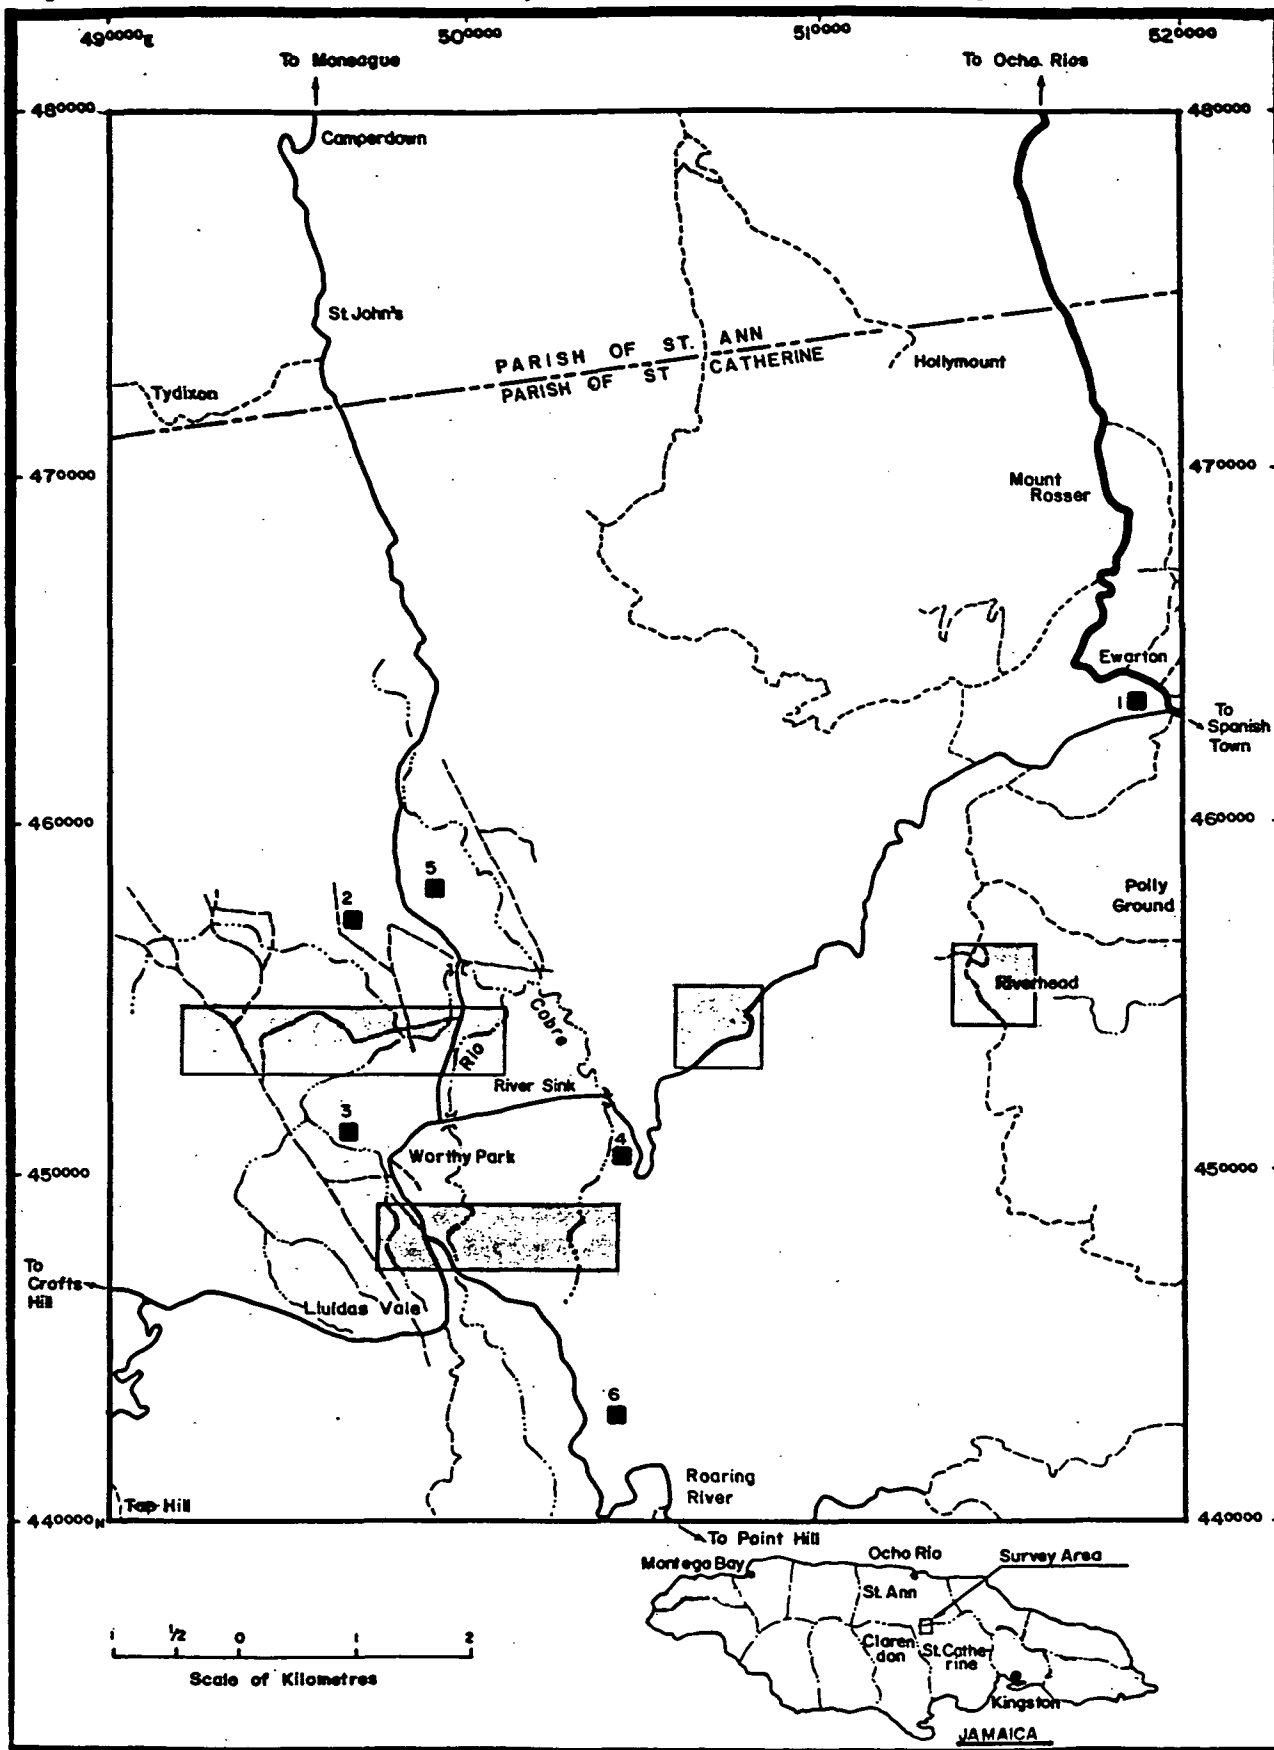 490000E
500000
510000
520000
To Moneague
To Ocho Rios
480000
480000
Camperdown
St. John's
PARISH OF ST. ANN
PARISH OF ST CATHERINE
Hollymount
Tydixon
470000
470000
Mount
Rosser
Ewarton
1
To
Spanish
Town
460000
460000
5
2
Polly
Ground
Riverhead
Cobre
Rio
River Sink
3
4
Worthy Park
450000
450000
To
Crofts
Hill
Lluidas Vale
6
Roaring
River
Top Hill
440000N
440000
To Point Hill
Montego Bay
Ocho Rio
Survey Area
St. Ann
Claren
don
St. Cathe-
rine
Kingston
JAMAICA
1
½
0
1
2
Scale of Kilometres